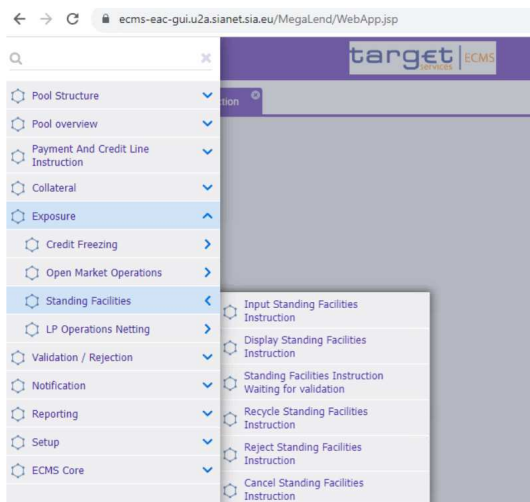 ecms-eac-gui.u2a.sianet.sia.eu/MegaLend/WebApp.jsp
target
services
ECMS
tion
Pool Structure
Pool overview
Payment And Credit Line
Instruction
Collateral
Exposure
Credit Freezing
Open Market Operations
Standing Facilities
LP Operations Netting
Validation / Rejection
Notification
Reporting
Setup
ECMS Core
Input Standing Facilities
Instruction
Display Standing Facilities
Instruction
Standing Facilities Instruction
Waiting for validation
Recycle Standing Facilities
Instruction
Reject Standing Facilities
Instruction
Cancel Standing Facilities
Instruction